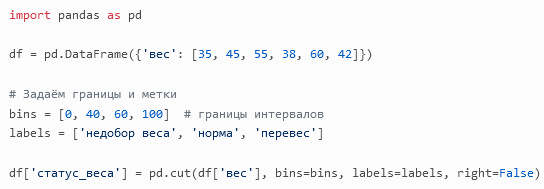 import pandas as pd
df = pd.DataFrame({'вес': [35, 45, 55, 38, 60, 42]})
# Задаём границы и метки
bins = [0, 40, 60, 100]  # границы интервалов
labels = ['недобор веса', 'норма', 'перевес']
df['статус_веса'] = pd.cut(df['вес'], bins=bins, labels=labels, right=False)